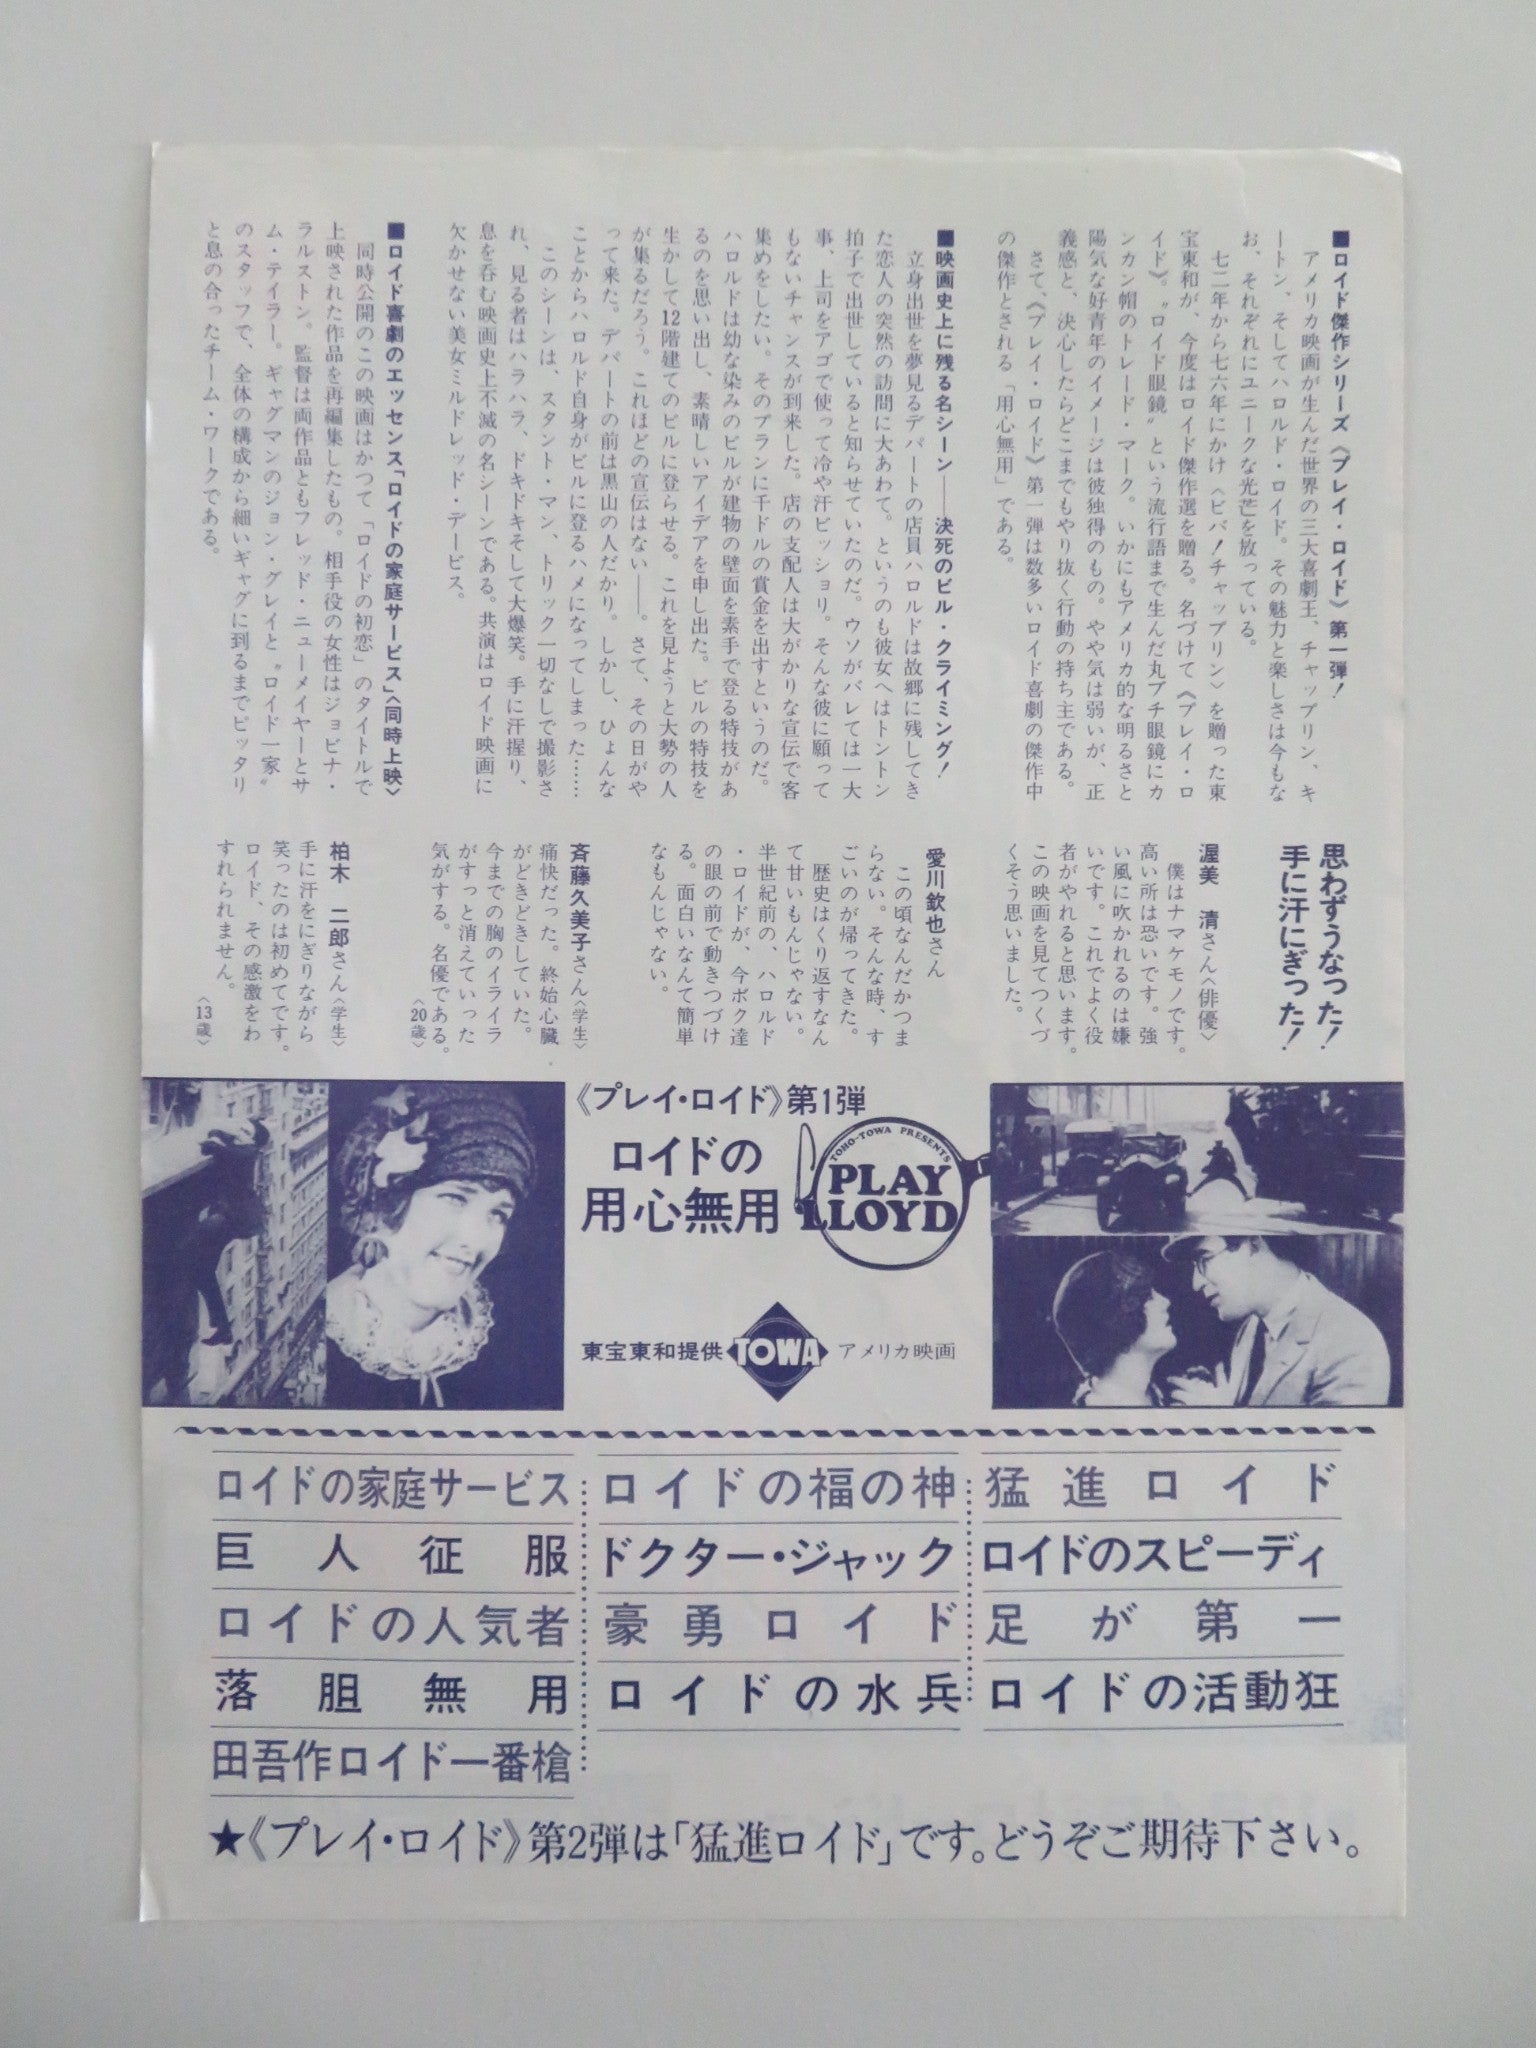 ■ロイド傑作シリーズ《プレイ・ロイド》第一弾！
アメリカ映画が生んだ世界の三大喜劇王、チャップリン、キ
ートン、そしてハロルド・ロイド。その魅力と楽しさは今もな
お、それぞれにユニークな光芒を放っている。
七二年から七六年にかけ〈ビバ！チャップリン〉を贈った東
宝東和が、今度はロイド傑作選を贈る。名づけて《プレイ・ロ
イド》。〝ロイド眼鏡〟という流行語まで生んだ丸ブチ眼鏡にカ
ンカン帽のトレード・マーク。いかにもアメリカ的な明るさと
陽気な好青年のイメージは彼独得のもの。やや気は弱いが、正
義感と、決心したらどこまでもやり抜く行動の持ち主である。
さて、《プレイ・ロイド》第一弾は数多いロイド喜劇の傑作中
の傑作とされる「用心無用」である。
■映画史上に残る名シーン――決死のビル・クライミング！
立身出世を夢見るデパートの店員ハロルドは故郷に残してき
た恋人の突然の訪問に大あわて。というのも彼女へはトントン
拍子で出世していると知らせていたのだ。ウソがバレては一大
事、上司をアゴで使って冷や汗ビッショリ。そんな彼に願って
もないチャンスが到来した。店の支配人は大がかりな宣伝で客
集めをしたい。そのプランに千ドルの賞金を出すというのだ。
ハロルドは幼な染みのビルが建物の壁面を素手で登る特技があ
るのを思い出し、素晴しいアイデアを申し出た。ビルの特技を
生かして12階建てのビルに登らせる。これを見ようと大勢の人
が集るだろう。これほどの宣伝はない――。さて、その日がや
って来た。デパートの前は黒山の人だかり。しかし、ひょんな
ことからハロルド自身がビルに登るハメになってしまった……
このシーンは、スタント・マン、トリック一切なしで撮影さ
れ、見る者はハラハラ、ドキドキそして大爆笑。手に汗握り、
息を呑む映画史上不滅の名シーンである。共演はロイド映画に
欠かせない美女ミルドレッド・デービス。
■ロイド喜劇のエッセンス「ロイドの家庭サービス」〈同時上映〉
同時公開のこの映画はかつて「ロイドの初恋」のタイトルで
上映された作品を再編集したもの。相手役の女性はジョビナ・
ラルストン。監督は両作品ともフレッド・ニューメイヤーとサ
ム・テイラー。ギャグマンのジョン・グレイと〝ロイド一家〟
のスタッフで、全体の構成から細いギャグに到るまでピッタリ
と息の合ったチーム・ワークである。
思わずうなった！
手に汗にぎった！
渥美 清さん〈俳優〉
僕はナマケモノです。
高い所は恐いです。強
い風に吹かれるのは嫌
いです。これでよく役
者がやれると思います。
この映画を見てつくづ
くそう思いました。
愛川欽也さん
この頃なんだかつま
らない。そんな時、す
ごいのが帰ってきた。
歴史はくり返すなん
て甘いもんじゃない。
半世紀前の、ハロルド
・ロイドが、今ボク達
の眼の前で動きつづけ
る。面白いなんて簡単
なもんじゃない。
斉藤久美子さん〈学生〉
痛快だった。終始心臓
がどきどきしていた。
今までの胸のイライラ
がすっと消えていった
気がする。名優である。
〈20歳〉
柏木 二郎さん〈学生〉
手に汗をにぎりながら
笑ったのは初めてです。
ロイド、その感激をわ
すれられません。
〈13歳〉
《プレイ・ロイド》第1弾
ロイドの
用心無用
TOHO-TOWA PRESENTS
PLAY
LLOYD
東宝東和提供
TOWA
アメリカ映画
ロイドの家庭サービス
巨人征服
ロイドの人気者
落胆無用
田吾作ロイド一番槍
ロイドの福の神
ドクター・ジャック
豪勇ロイド
ロイドの水兵
猛進ロイド
ロイドのスピーディ
足が第一
ロイドの活動狂
★《プレイ・ロイド》第2弾は「猛進ロイド」です。どうぞご期待下さい。